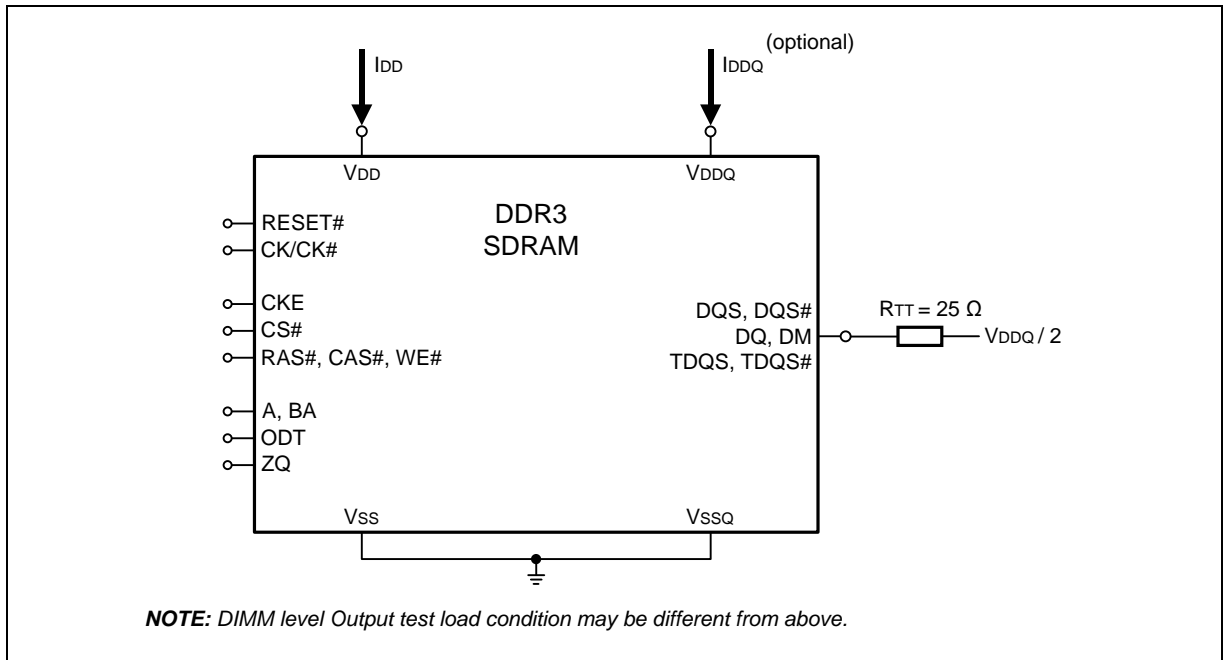 (optional)
IDD
IDDQ
VDD
VDDQ
DDR3
SDRAM
RESET#
CK/CK#
CKE
CS#
RAS#, CAS#, WE#
A, BA
ODT
ZQ
DQS, DQS#
DQ, DM
TDQS, TDQS#
RTT = 25 Ω
VDDQ / 2
VSS
VSSQ
NOTE: DIMM level Output test load condition may be different from above.